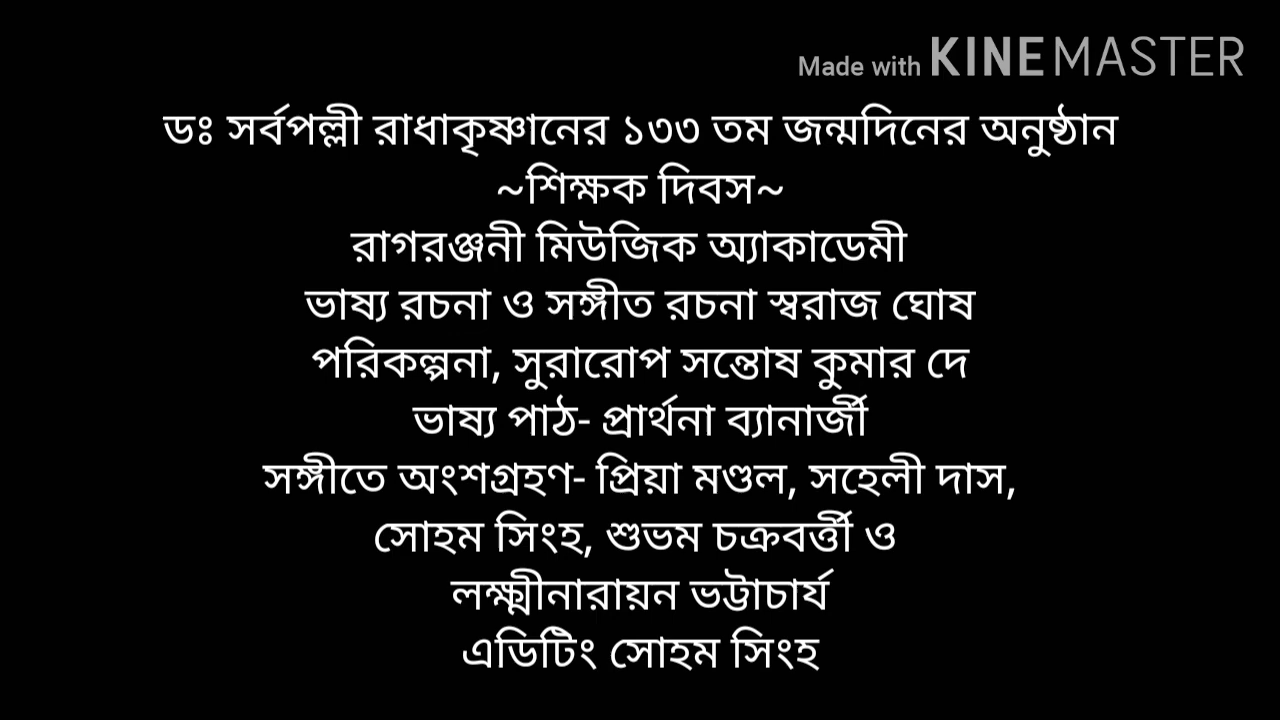 Made with KINEMASTER
ডঃ সর্বপল্লী রাধাকৃষ্ণানের ১৩৩ তম জন্মদিনের অনুষ্ঠান
~শিক্ষক দিবস~
রাগরঞ্জনী মিউজিক অ্যাকাডেমী
ভাষ্য রচনা ও সঙ্গীত রচনা স্বরাজ ঘোষ
পরিকল্পনা, সুরারোপ সন্তোষ কুমার দে
ভাষ্য পাঠ- প্রার্থনা ব্যানার্জী
সঙ্গীতে অংশগ্রহণ- প্রিয়া মণ্ডল, সহেলী দাস,
সোহম সিংহ, শুভম চক্রবর্ত্তী ও
লক্ষ্মীনারায়ন ভট্টাচার্য
এডিটিং সোহম সিংহ